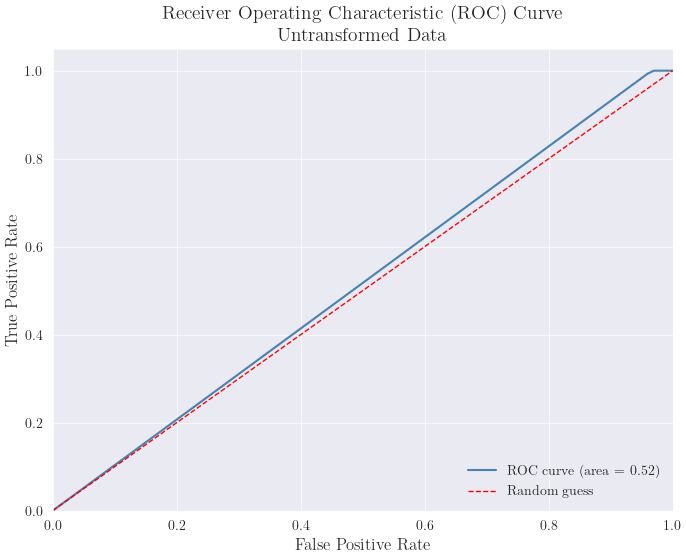 Receiver Operating Characteristic (ROC) Curve
Untransformed Data
True Positive Rate
1.0
0.8
0.6
0.4
0.2
0.0
0.0 0.2 0.4 0.6 0.8 1.0
False Positive Rate
ROC curve (area = 0.52)
Random guess